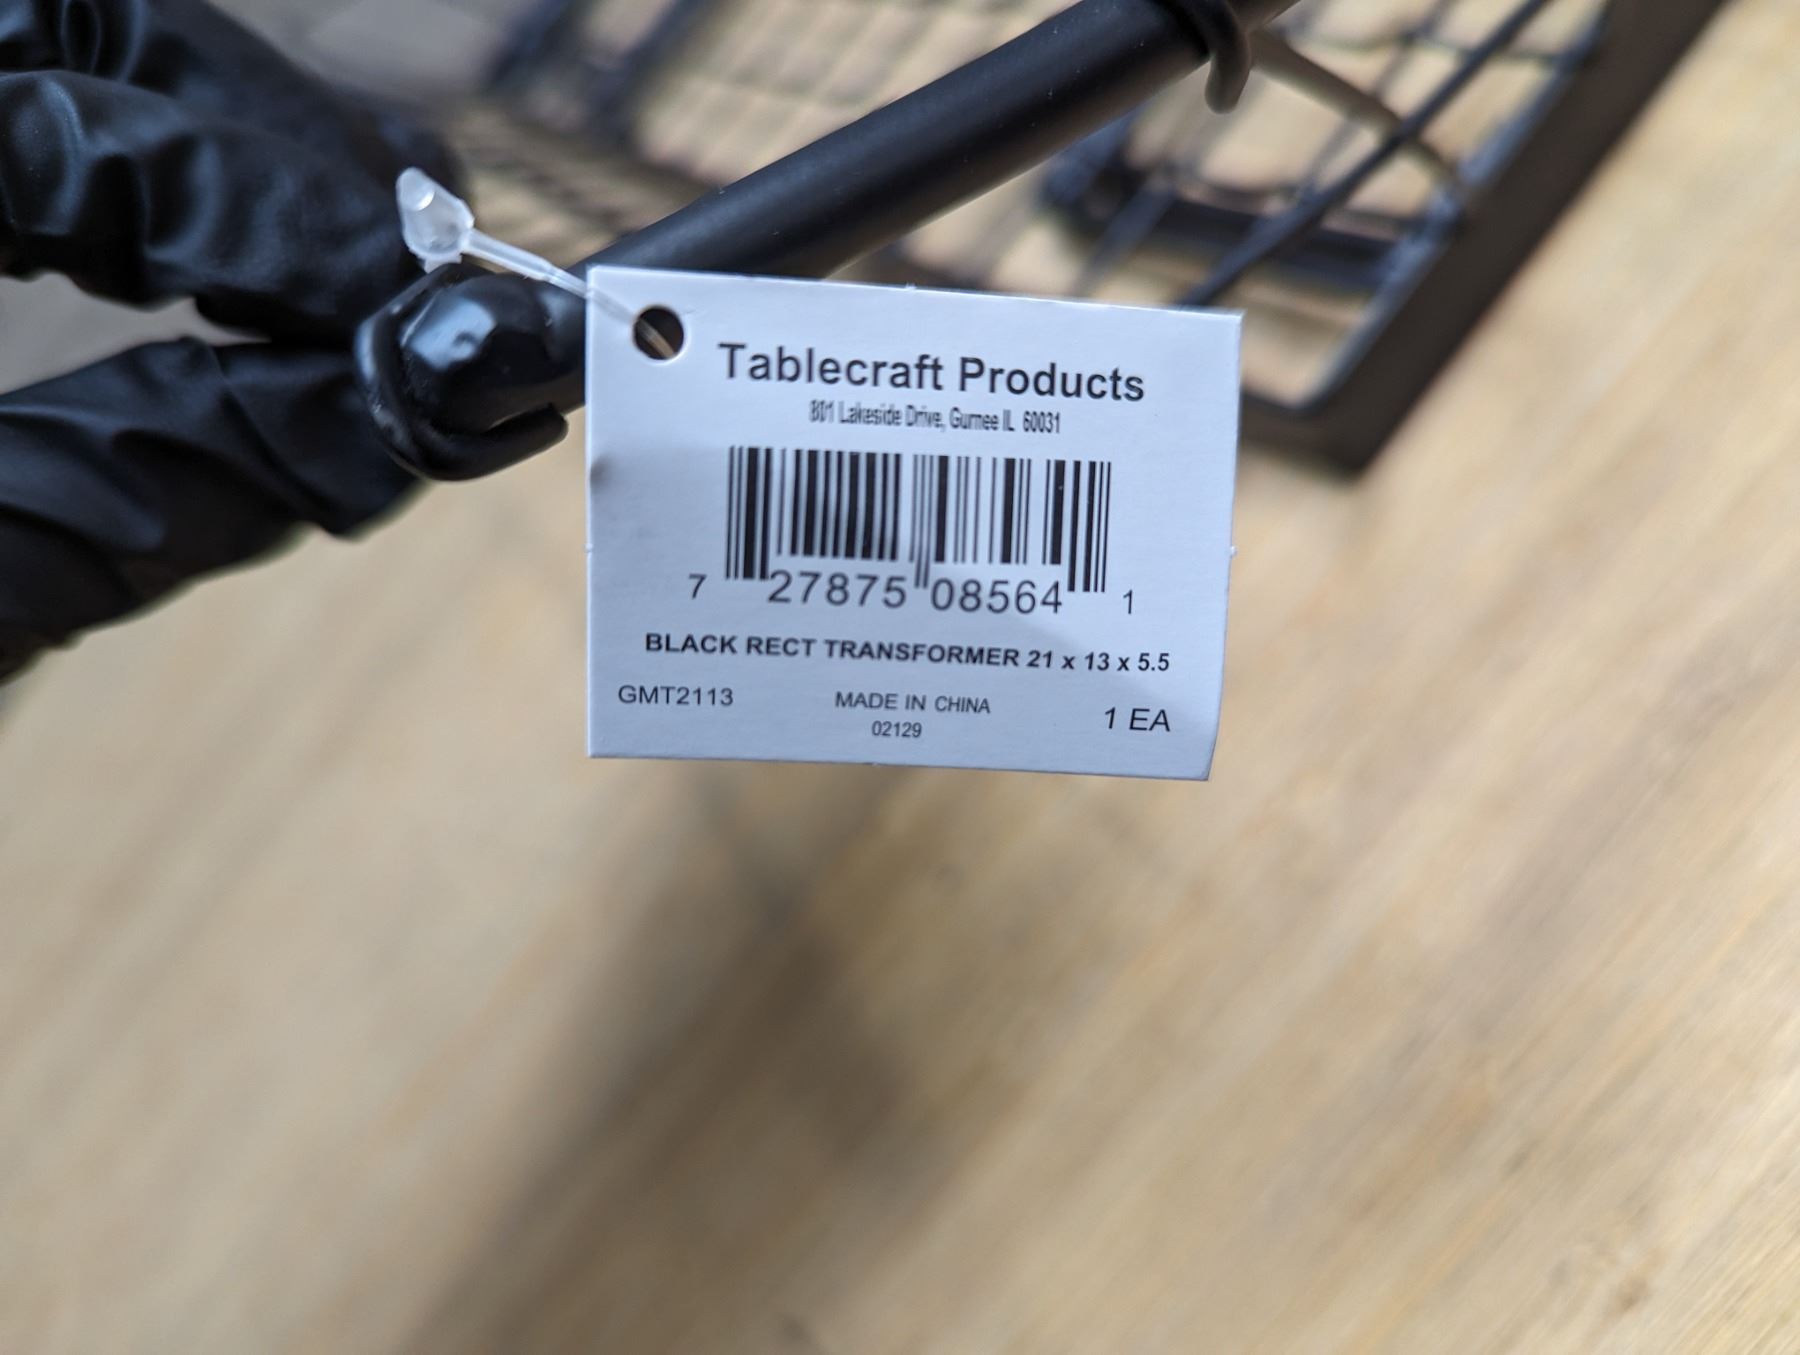 Tablecraft Products
801 Lakeside Drive, Gurnee IL 60031
7 27875 08564 1
BLACK RECT TRANSFORMER 21 x 13 x 5.5
GMT2113 MADE IN CHINA 1 EA
02129